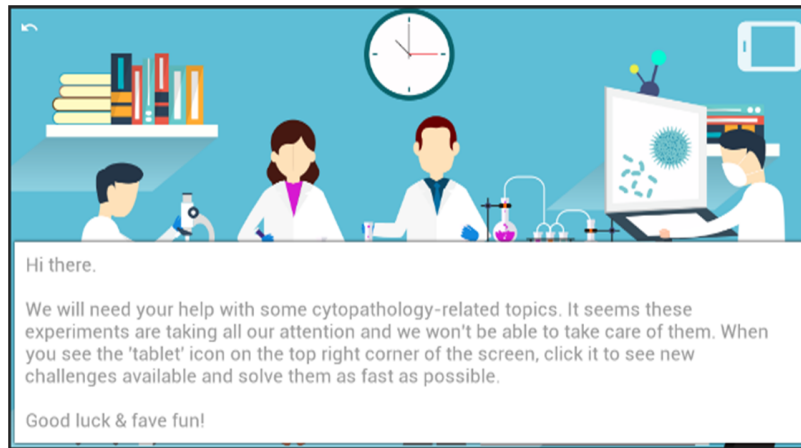 Hi there.
We will need your help with some cytopathology-related topics. It seems these
experiments are taking all our attention and we won't be able to take care of them. When
you see the 'tablet' icon on the top right corner of the screen, click it to see new
challenges available and solve them as fast as possible.
Good luck & fave fun!